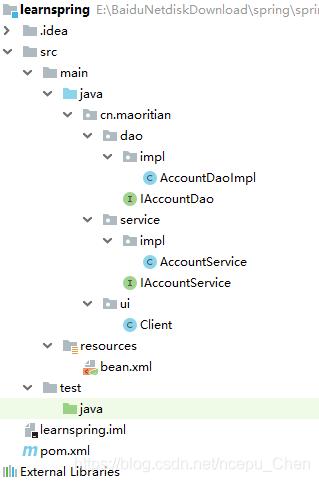 learnspring E:\BaiduNetdiskDownload\spring\sprin
.idea
src
main
java
cn.maoritian
dao
impl
AccountDaoImpl
IAccountDao
service
impl
AccountService
IAccountService
ui
Client
resources
bean.xml
test
java
learnspring.iml
pom.xml
https://blog.csdn.net/ncepu_Chen
External Libraries